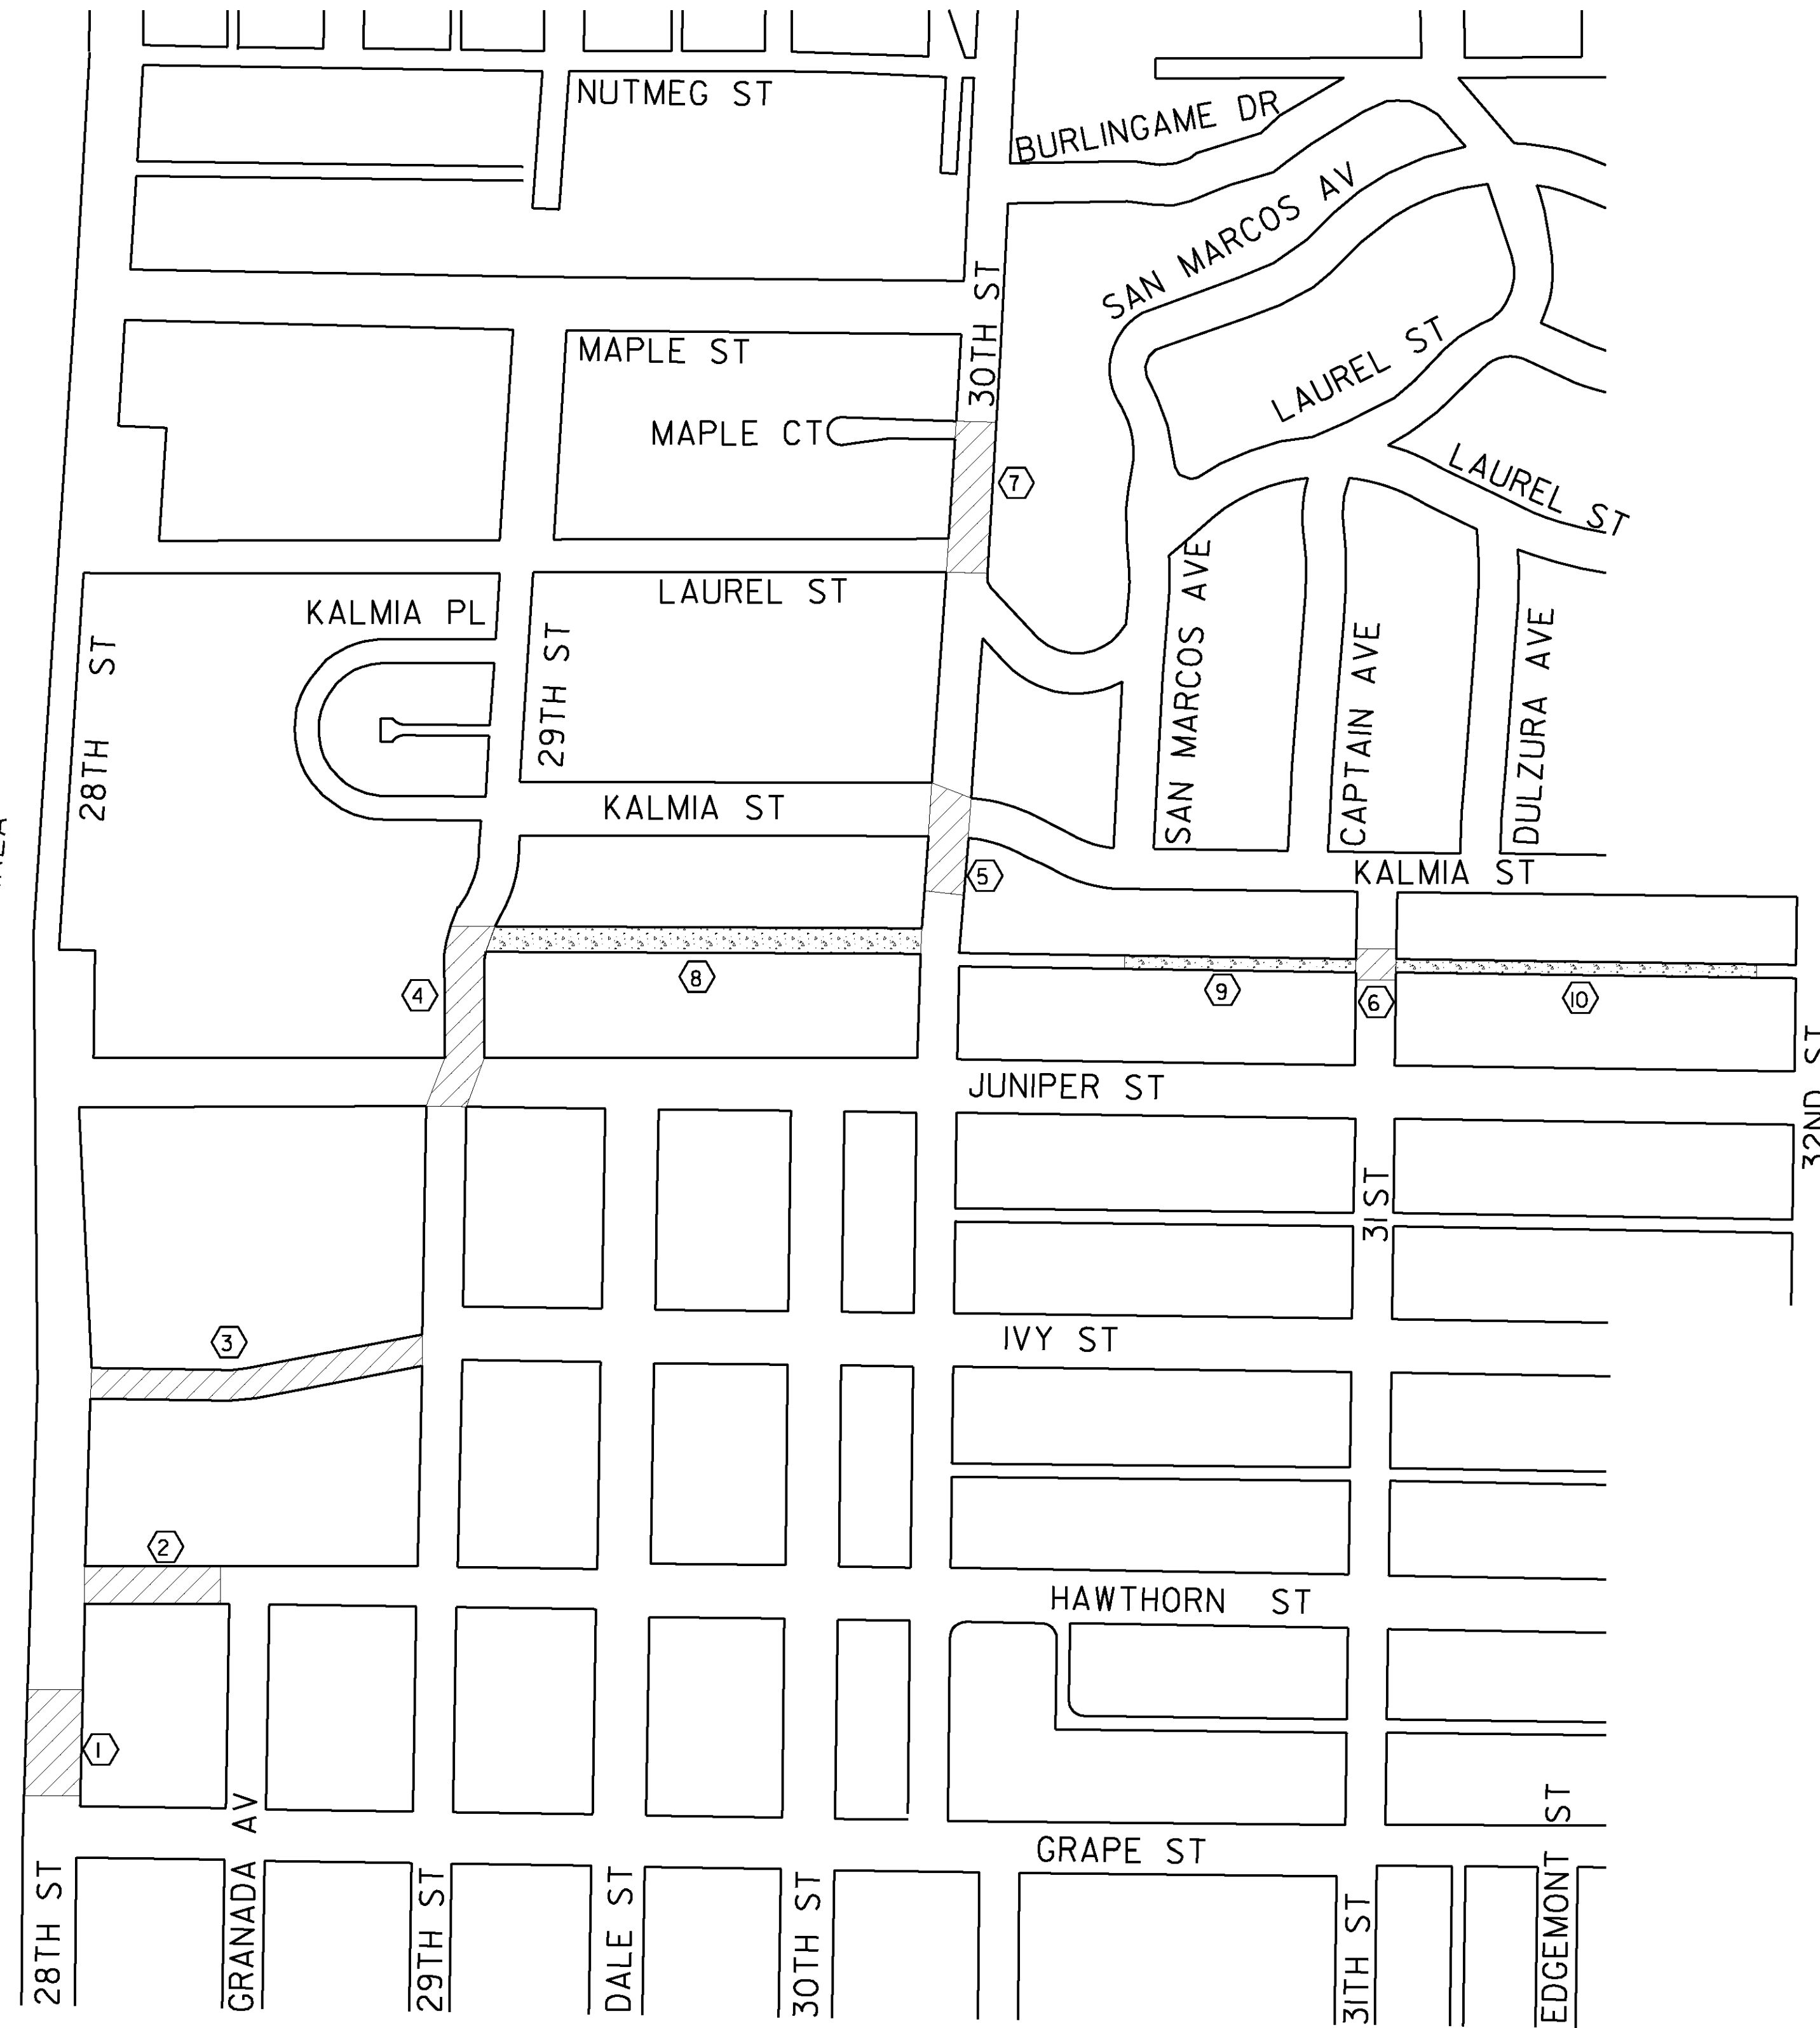 NUTMEG ST
BURLINGAME DR
SAN MARCOS AV
30TH ST
MAPLE ST
LAUREL ST
MAPLE CT
7
LAUREL ST
LAUREL ST
KALMIA PL
28TH ST
29TH ST
SAN MARCOS AVE
CAPTAIN AVE
DULZURA AVE
KALMIA ST
5
KALMIA ST
4
8
9
6
10
JUNIPER ST
32ND ST
31ST
3
IVY ST
2
HAWTHORN ST
1
GRAPE ST
28TH ST
GRANADA AV
29TH ST
DALE ST
30TH ST
31TH ST
EDGEMONT ST